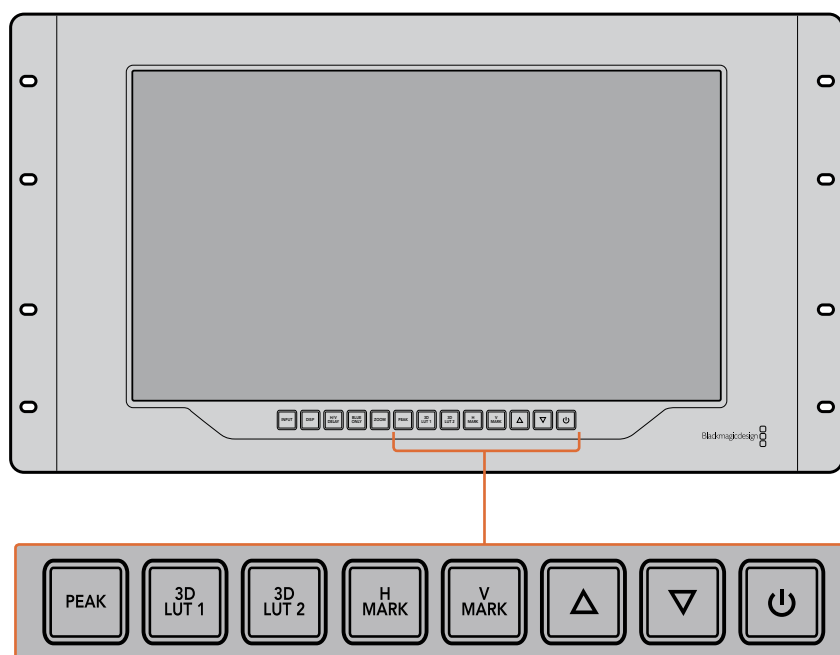 INPUT DISP H/V DELAY BLUE ONLY ZOOM PEAK 3D LUT 1 3D LUT 2 H MARK V MARK
Blackmagicdesign
PEAK 3D LUT 1 3D LUT 2 H MARK V MARK